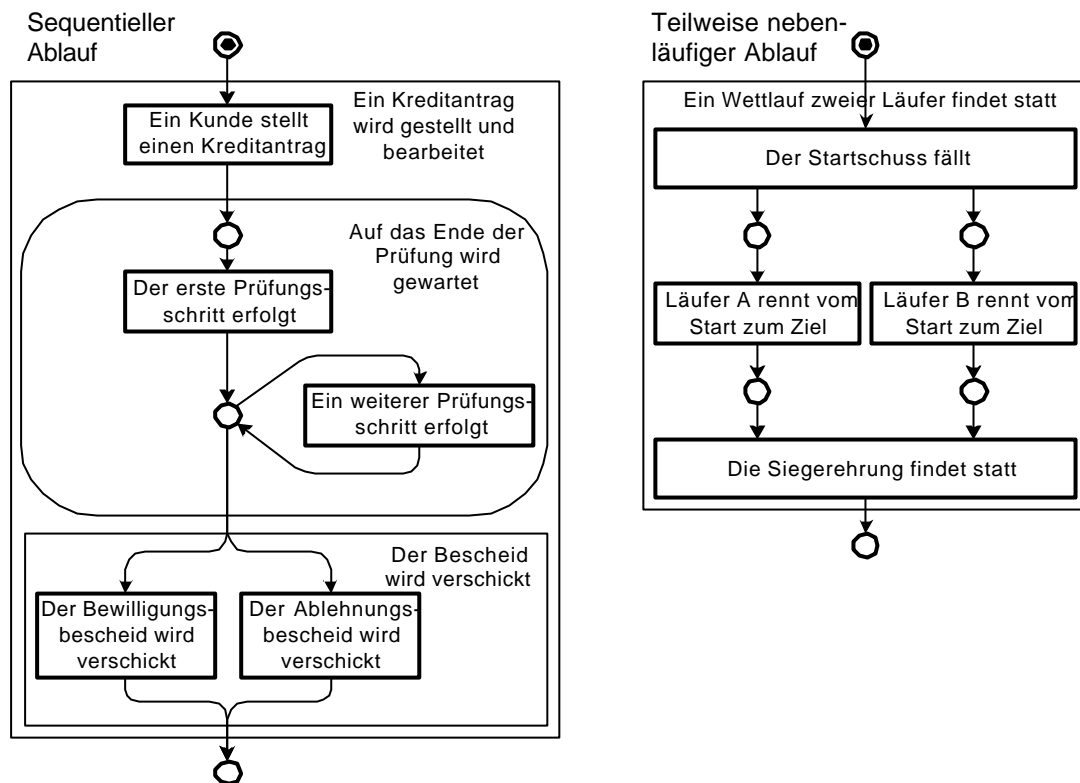 Sequentieller
Ablauf
Ein Kreditantrag
wird gestellt und
bearbeitet
Ein Kunde stellt
einen Kreditantrag
Auf das Ende der
Prüfung wird
gewartet
Der erste Prüfungs-
schritt erfolgt
Ein weiterer Prüfungs-
schritt erfolgt
Der Bescheid
wird verschickt
Der Bewilligungs-
bescheid wird
verschickt
Der Ablehnungs-
bescheid wird
verschickt
Teilweise neben-
läufiger Ablauf
Ein Wettlauf zweier Läufer findet statt
Der Startschuss fällt
Läufer A rennt vom
Start zum Ziel
Läufer B rennt vom
Start zum Ziel
Die Siegerehrung findet statt